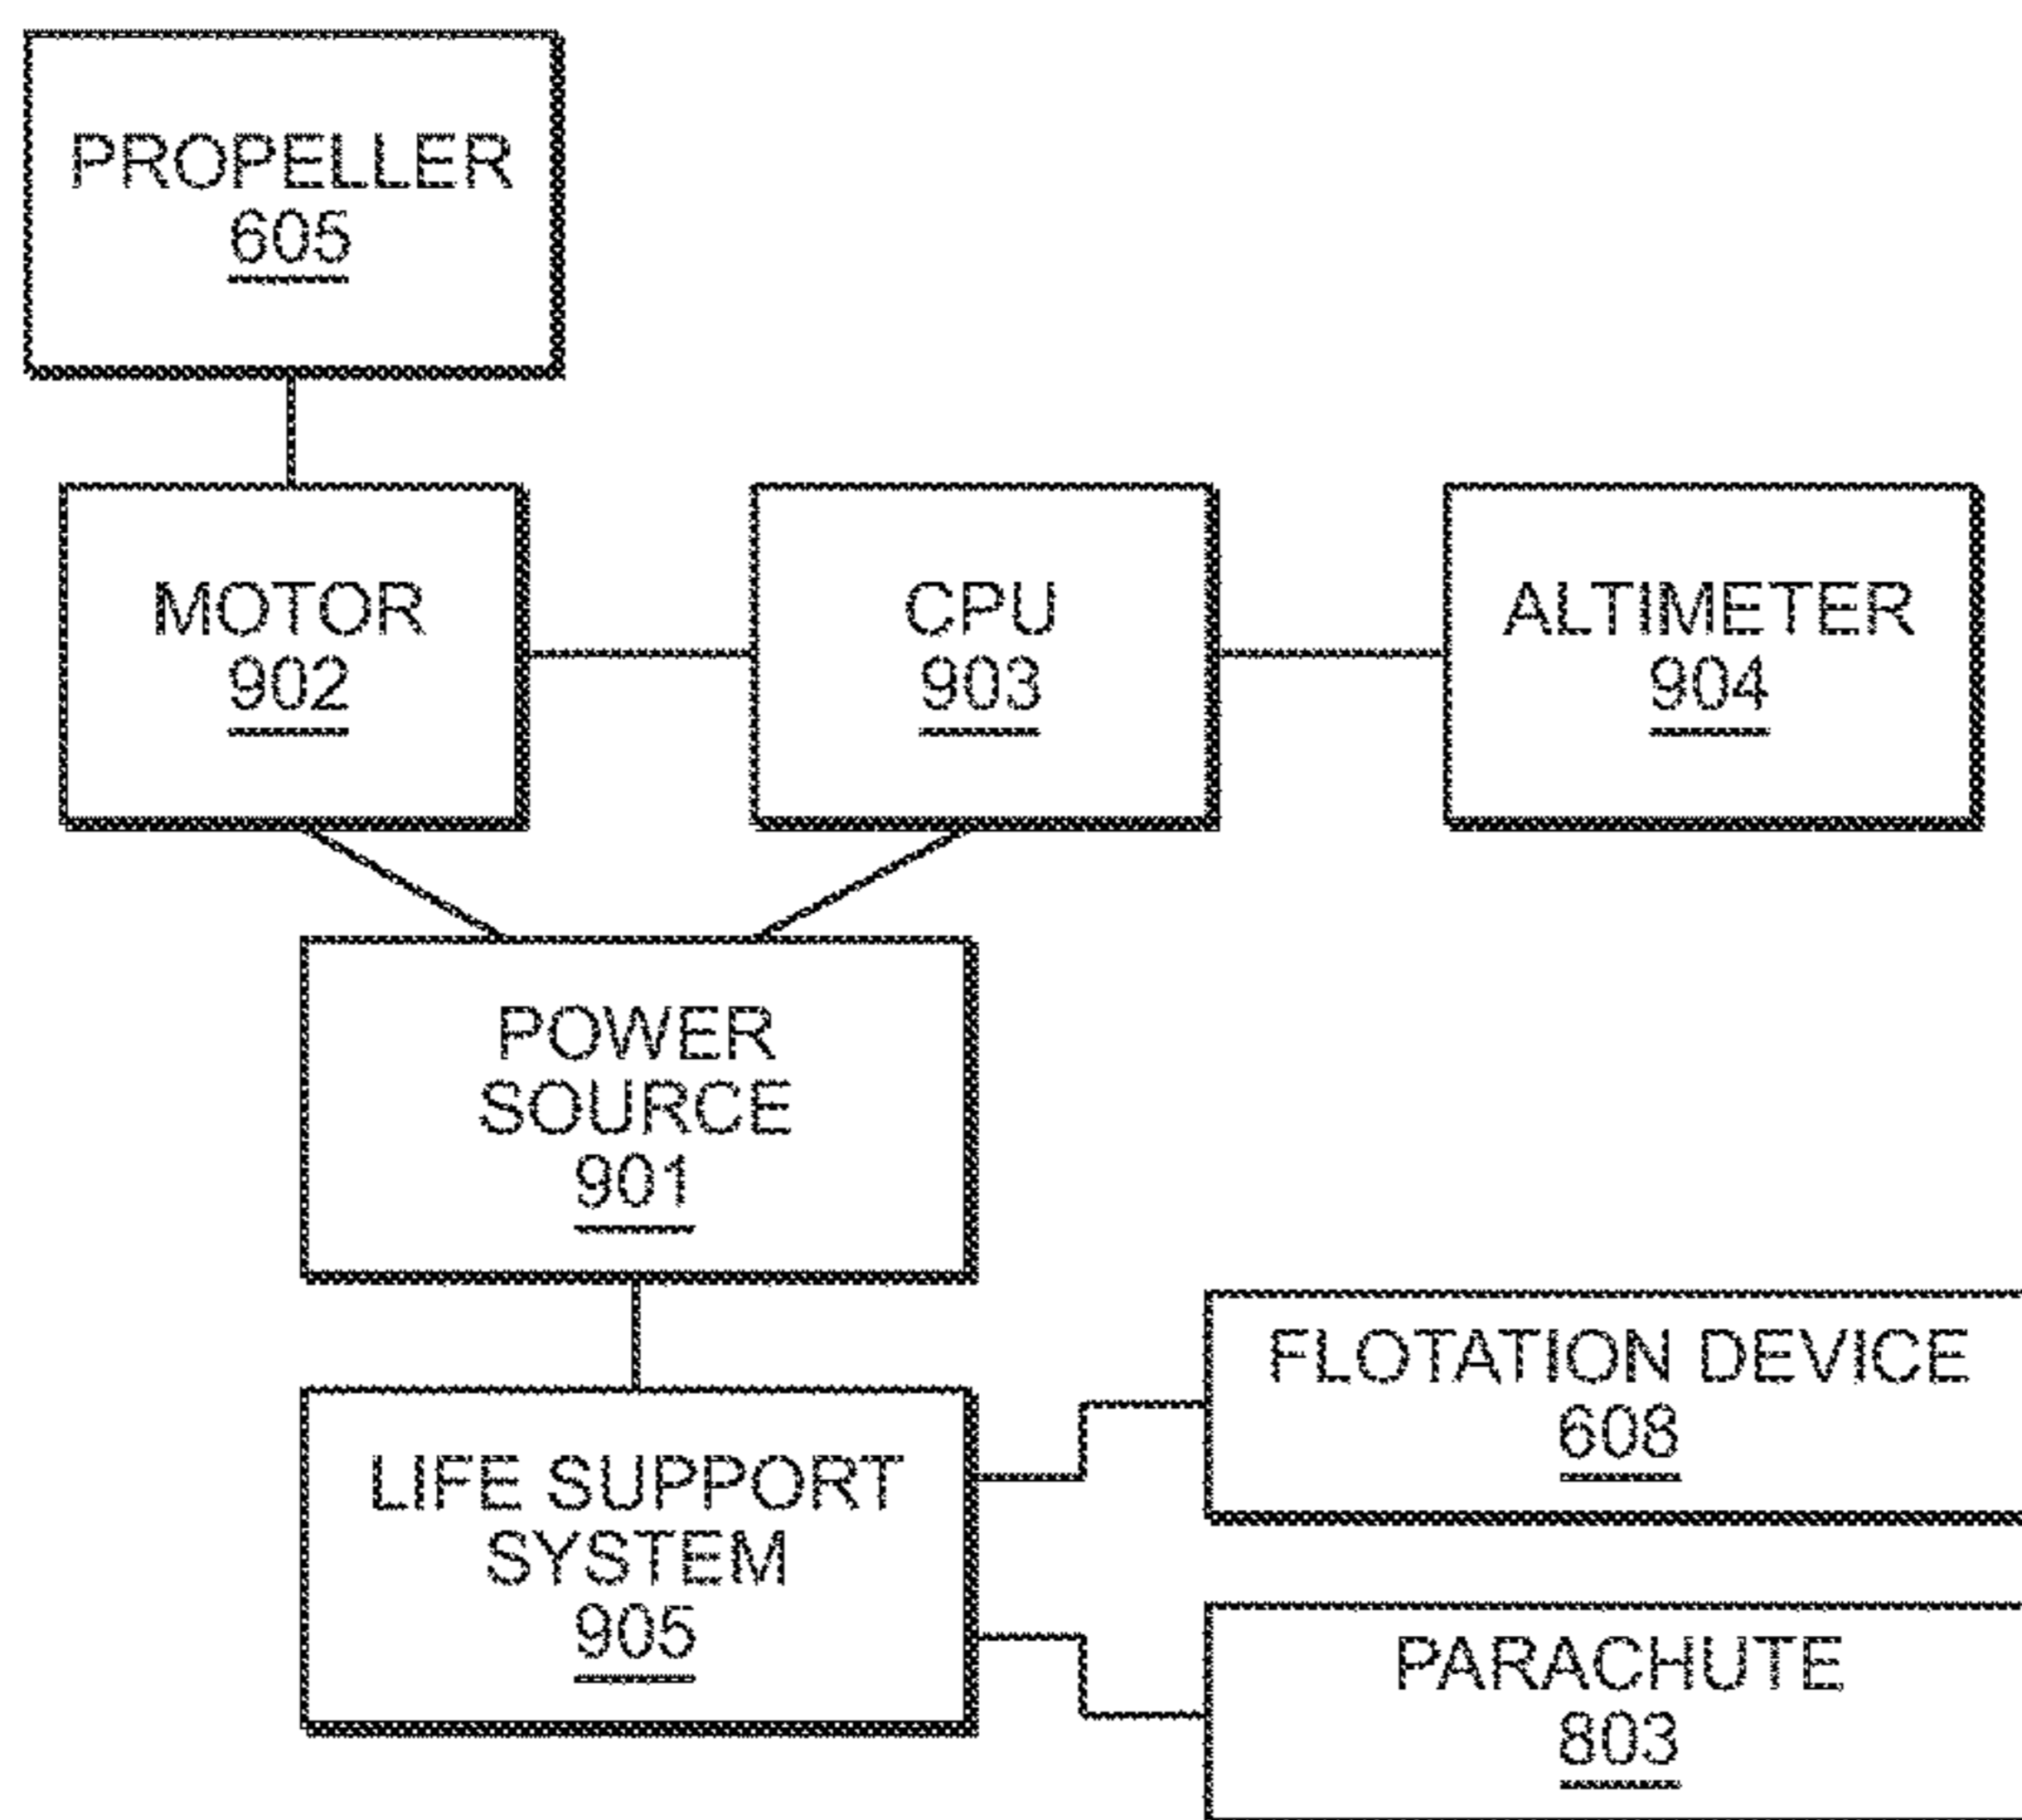 PROPELLER
605
MOTOR
902
CPU
903
ALTIMETER
904
POWER
SOURCE
901
LIFE SUPPORT
SYSTEM
905
FLOTATION DEVICE
608
PARACHUTE
803